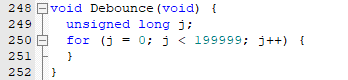 248 void Debounce(void) {
249 unsigned long j;
250 for (j = 0; j < 199999; j++) {
251 }
252 }